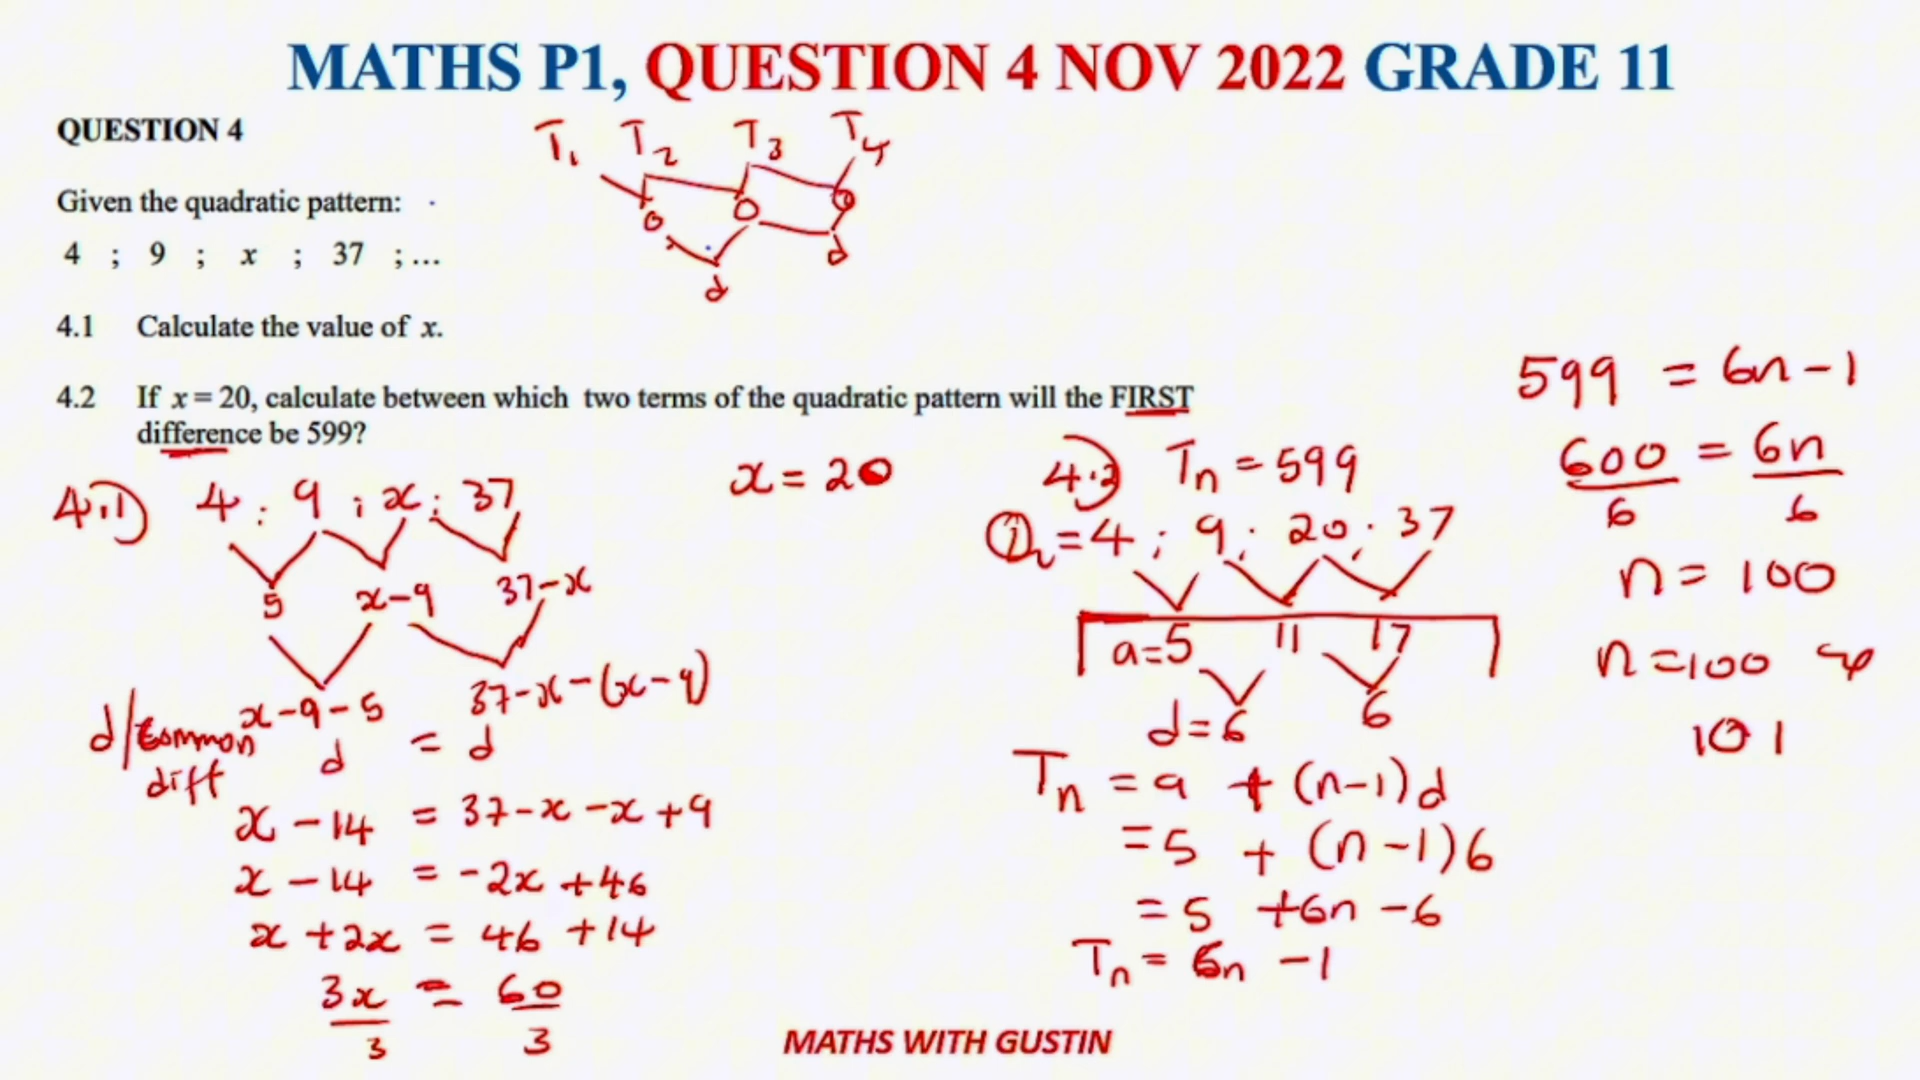 MATHS P1, QUESTION 4 NOV 2022 GRADE 11
QUESTION 4
T₁ T₂ T₃ T₄
Given the quadratic pattern:
4 ; 9 ; x ; 37 ; ...
d d
4.1 Calculate the value of x.
4.2 If x = 20, calculate between which two terms of the quadratic pattern will the FIRST
difference be 599?
4.1) 4 ; 9 ; x ; 37
5 x-9 37-x
x-9-5 37-x-(x-9)
d/common
diff
d = d
x - 14 = 37-x-x+9
x - 14 = -2x +46
x + 2x = 46 + 14
3x = 60
3 3
x = 20
4.2) Tn = 599
= 4 ; 9 ; 20 ; 37
a=5 11 17
d=6 6
Tn = a + (n-1)d
= 5 + (n-1)6
= 5 +6n -6
Tn = 6n -1
599 = 6n-1
600 = 6n
6 6
n = 100
n = 100
101
MATHS WITH GUSTIN